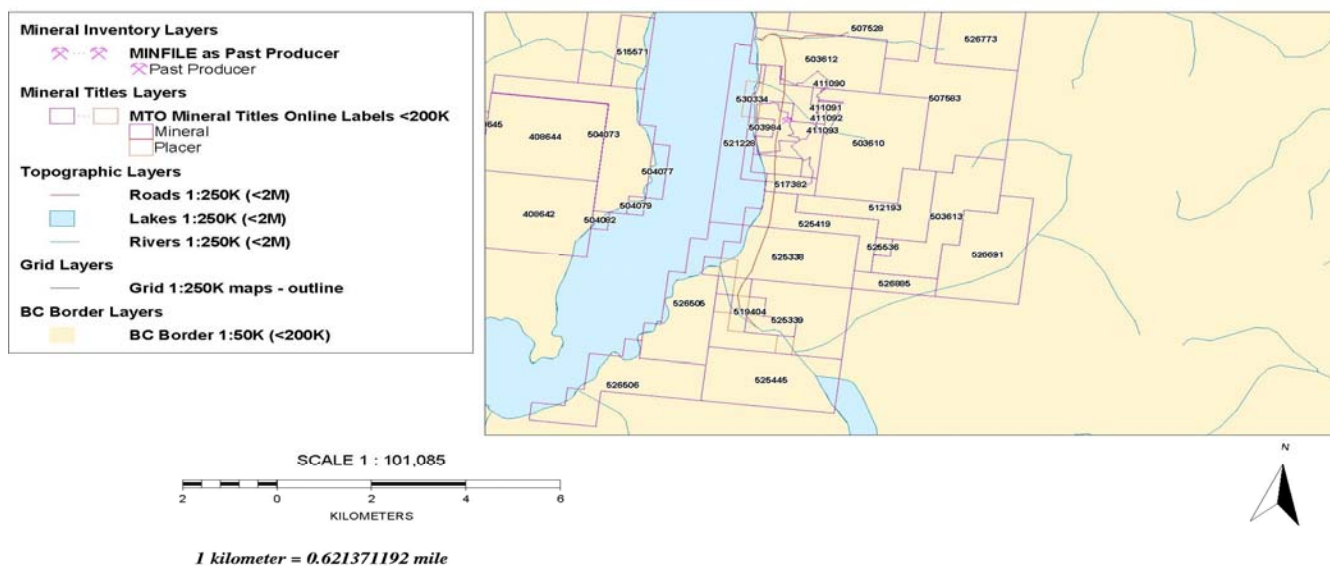 Mineral Inventory Layers
MINFILE as Past Producer
Past Producer
Mineral Titles Layers
MTO Mineral Titles Online Labels <200K
Mineral
Placer
Topographic Layers
Roads 1:250K (<2M)
Lakes 1:250K (<2M)
Rivers 1:250K (<2M)
Grid Layers
Grid 1:250K maps - outline
BC Border Layers
BC Border 1:50K (<200K)
507528
526773
515571
503612
411090
507583
530334
411091
411092
503984
411093
408644
504073
521228
503610
504077
517382
408642
504079
512193
504082
503613
525419
525536
525338
526691
526885
526505
519404
525339
525445
526506
SCALE 1 : 101,085
2 0 2 4 6
KILOMETERS
N
1 kilometer = 0.621371192 mile